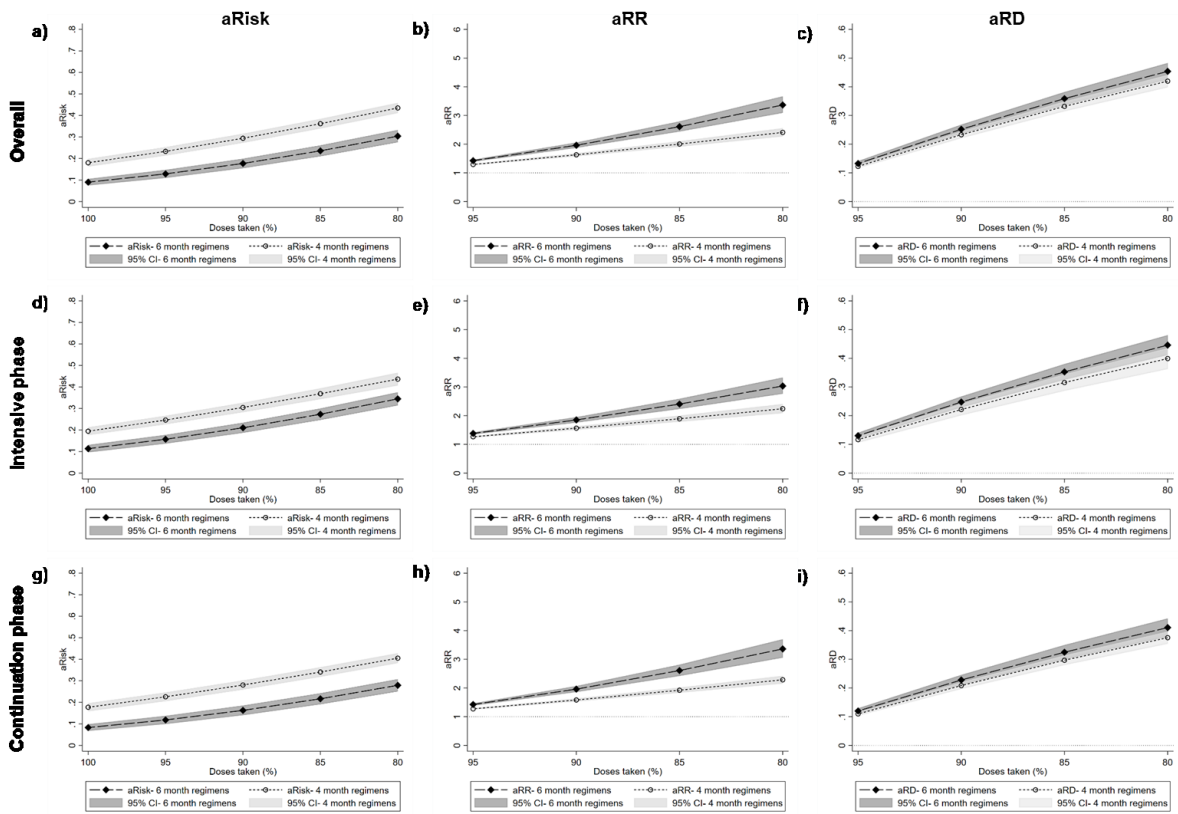 aRisk
aRR
aRD
Overall
a)
aRisk
.8
.7
.6
.5
.4
.3
.2
.1
0
100 95 90 85 80
Doses taken (%)
aRisk- 6 month regimens aRisk- 4 month regimens
95% CI- 6 month regimens 95% CI- 4 month regimens
b)
aRR
6
5
4
3
2
1
0
95 90 85 80
Doses taken (%)
aRR- 6 month regimens aRR- 4 month regimens
95% CI- 6 month regimens 95% CI- 4 month regimens
c)
aRD
.6
.5
.4
.3
.2
.1
0
95 90 85 80
Doses taken (%)
aRD- 6 month regimens aRD- 4 month regimens
95% CI- 6 month regimens 95% CI- 4 month regimens
Intensive phase
d)
aRisk
.8
.7
.6
.5
.4
.3
.2
.1
0
100 95 90 85 80
Doses taken (%)
aRisk- 6 month regimens aRisk- 4 month regimens
95% CI- 6 month regimens 95% CI- 4 month regimens
e)
aRR
6
5
4
3
2
1
0
95 90 85 80
Doses taken (%)
aRR- 6 month regimens aRR- 4 month regimens
95% CI- 6 month regimens 95% CI- 4 month regimens
f)
aRD
.6
.5
.4
.3
.2
.1
0
95 90 85 80
Doses taken (%)
aRD- 6 month regimens aRD- 4 month regimens
95% CI- 6 month regimens 95% CI- 4 month regimens
Continuation phase
g)
aRisk
.8
.7
.6
.5
.4
.3
.2
.1
0
100 95 90 85 80
Doses taken (%)
aRisk- 6 month regimens aRisk- 4 month regimens
95% CI- 6 month regimens 95% CI- 4 month regimens
h)
aRR
6
5
4
3
2
1
0
95 90 85 80
Doses taken (%)
aRR- 6 month regimens aRR- 4 month regimens
95% CI- 6 month regimens 95% CI- 4 month regimens
i)
aRD
.6
.5
.4
.3
.2
.1
0
95 90 85 80
Doses taken (%)
aRD- 6 month regimens aRD- 4 month regimens
95% CI- 6 month regimens 95% CI- 4 month regimens